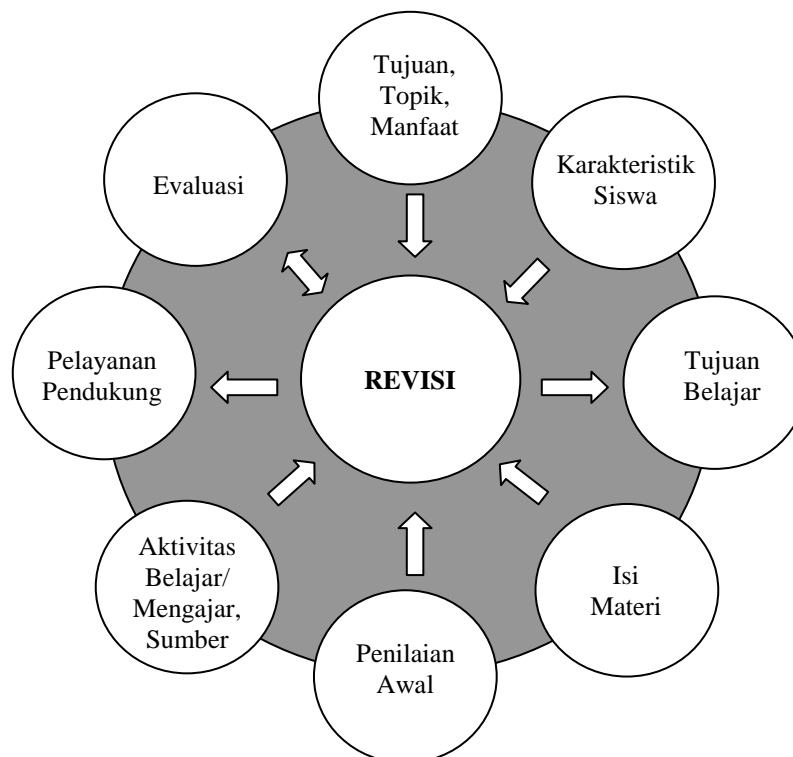 Tujuan,
Topik,
Manfaat
Karakteristik
Siswa
Tujuan
Belajar
Isi
Materi
Penilaian
Awal
Aktivitas
Belajar/
Mengajar,
Sumber
Pelayanan
Pendukung
Evaluasi
REVISI